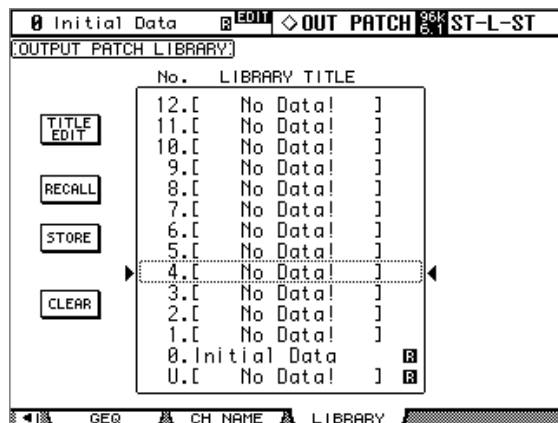 0 Initial Data R EDIT ◇OUT PATCH 96k 6.1 ST-L-ST
OUTPUT PATCH LIBRARY
No. LIBRARY TITLE
12.[ No Data! ]
11.[ No Data! ]
10.[ No Data! ]
9.[ No Data! ]
8.[ No Data! ]
7.[ No Data! ]
6.[ No Data! ]
5.[ No Data! ]
4.[ No Data! ]
3.[ No Data! ]
2.[ No Data! ]
1.[ No Data! ]
0.Initial Data R
U.[ No Data! ] R
TITLE EDIT
RECALL
STORE
CLEAR
GEQ CH NAME LIBRARY